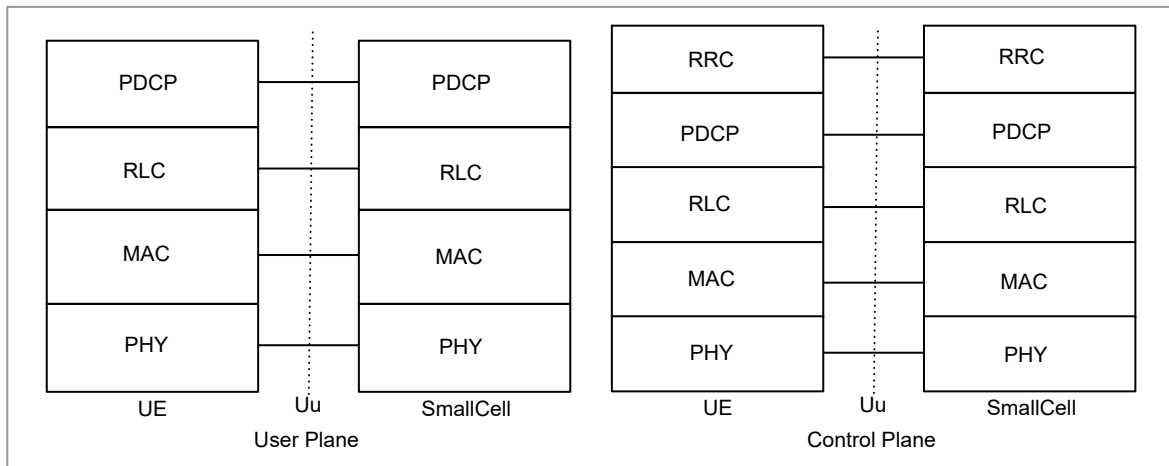 PDCP PDCP
RLC RLC
MAC MAC
PHY PHY
UE Uu SmallCell
User Plane
RRC RRC
PDCP PDCP
RLC RLC
MAC MAC
PHY PHY
UE Uu SmallCell
Control Plane